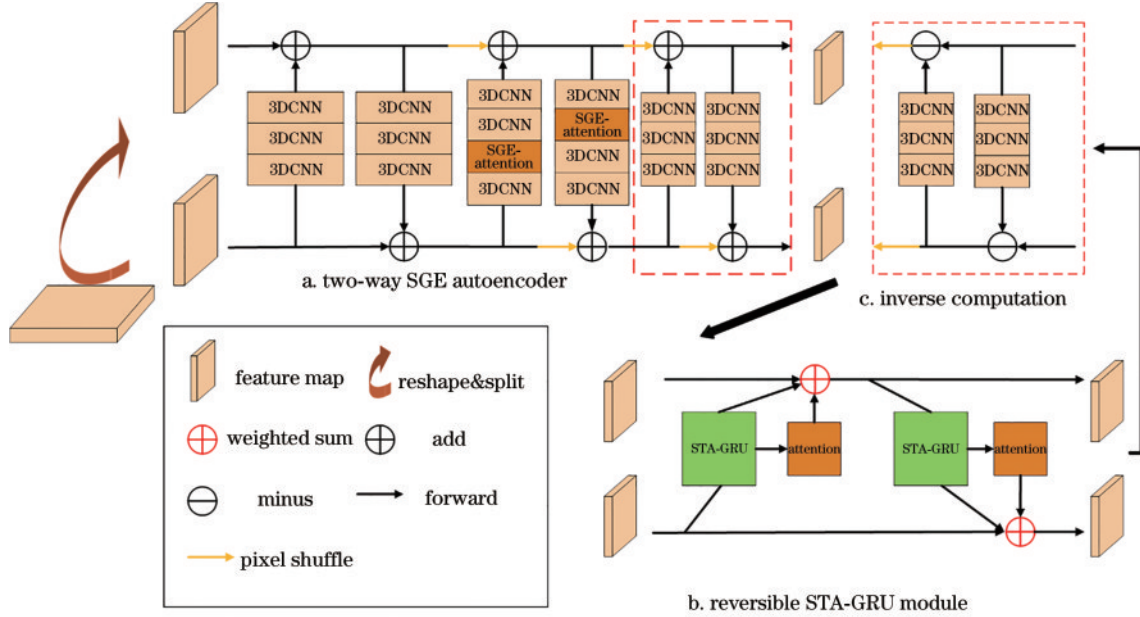 3DCNN
3DCNN
3DCNN
3DCNN
3DCNN
3DCNN
3DCNN
3DCNN
SGE-
attention
3DCNN
3DCNN
SGE-
attention
3DCNN
3DCNN
3DCNN
3DCNN
3DCNN
3DCNN
3DCNN
3DCNN
3DCNN
3DCNN
3DCNN
3DCNN
3DCNN
3DCNN
a. two-way SGE autoencoder
c. inverse computation
feature map
reshape&split
weighted sum
add
minus
forward
pixel shuffle
STA-GRU
attention
STA-GRU
attention
b. reversible STA-GRU module